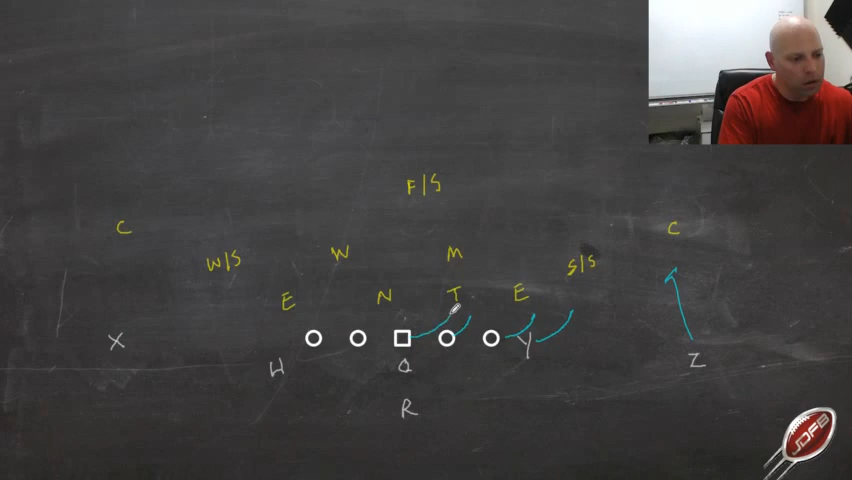 F/S
C C
W/S W M S/S
E N T E
X Y Z
H Q
R
JDFB